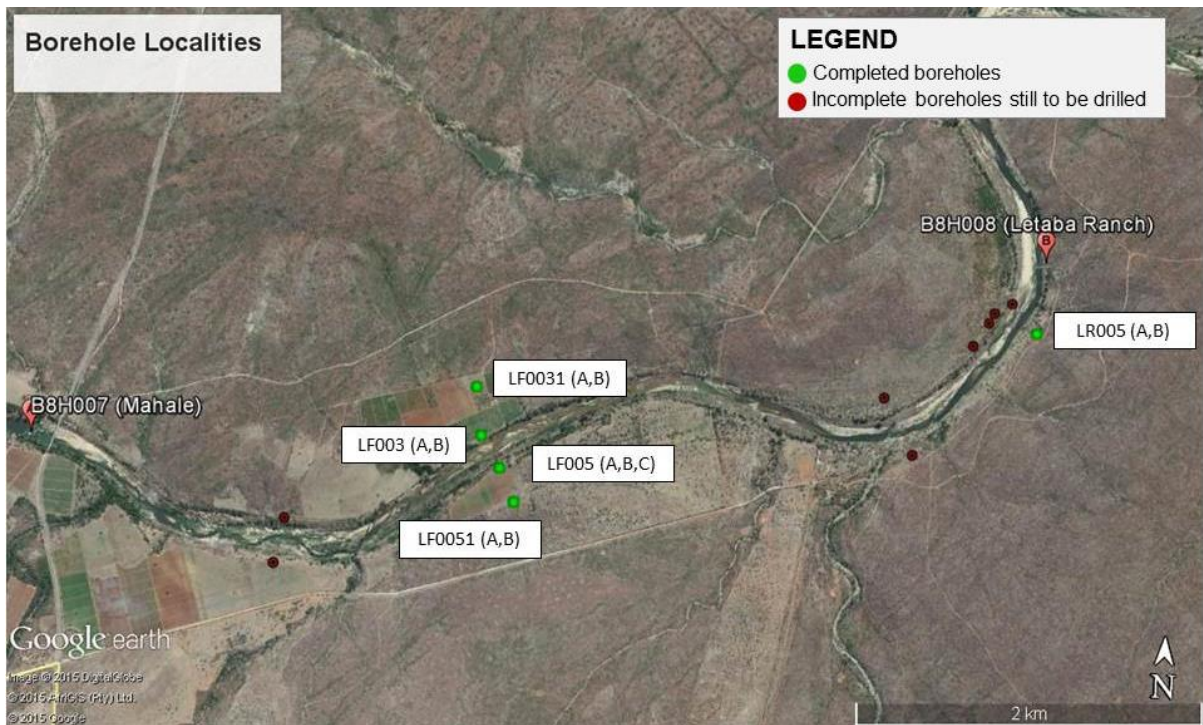 Borehole Localities
LEGEND
Completed boreholes
Incomplete boreholes still to be drilled
B8H008 (Letaba Ranch)
B
LR005 (A,B)
LF0031 (A,B)
B8H007 (Mahale)
LF003 (A,B)
LF005 (A,B,C)
LF0051 (A,B)
Google earth
Image © 2015 DigitalGlobe
© 2015 AfriGIS (Pty) Ltd.
© 2015 Google
N
2 km